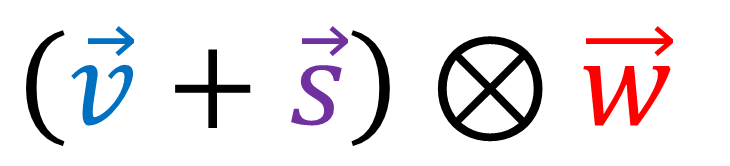 (v⃗ + s⃗) ⊗ w⃗